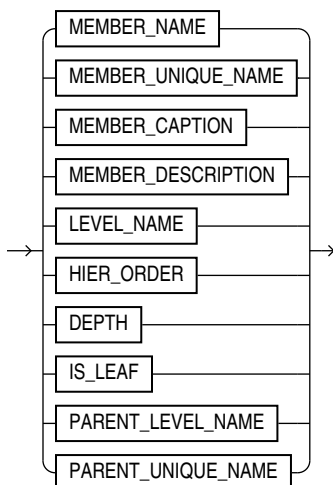 MEMBER_NAME
MEMBER_UNIQUE_NAME
MEMBER_CAPTION
MEMBER_DESCRIPTION
LEVEL_NAME
HIER_ORDER
DEPTH
IS_LEAF
PARENT_LEVEL_NAME
PARENT_UNIQUE_NAME